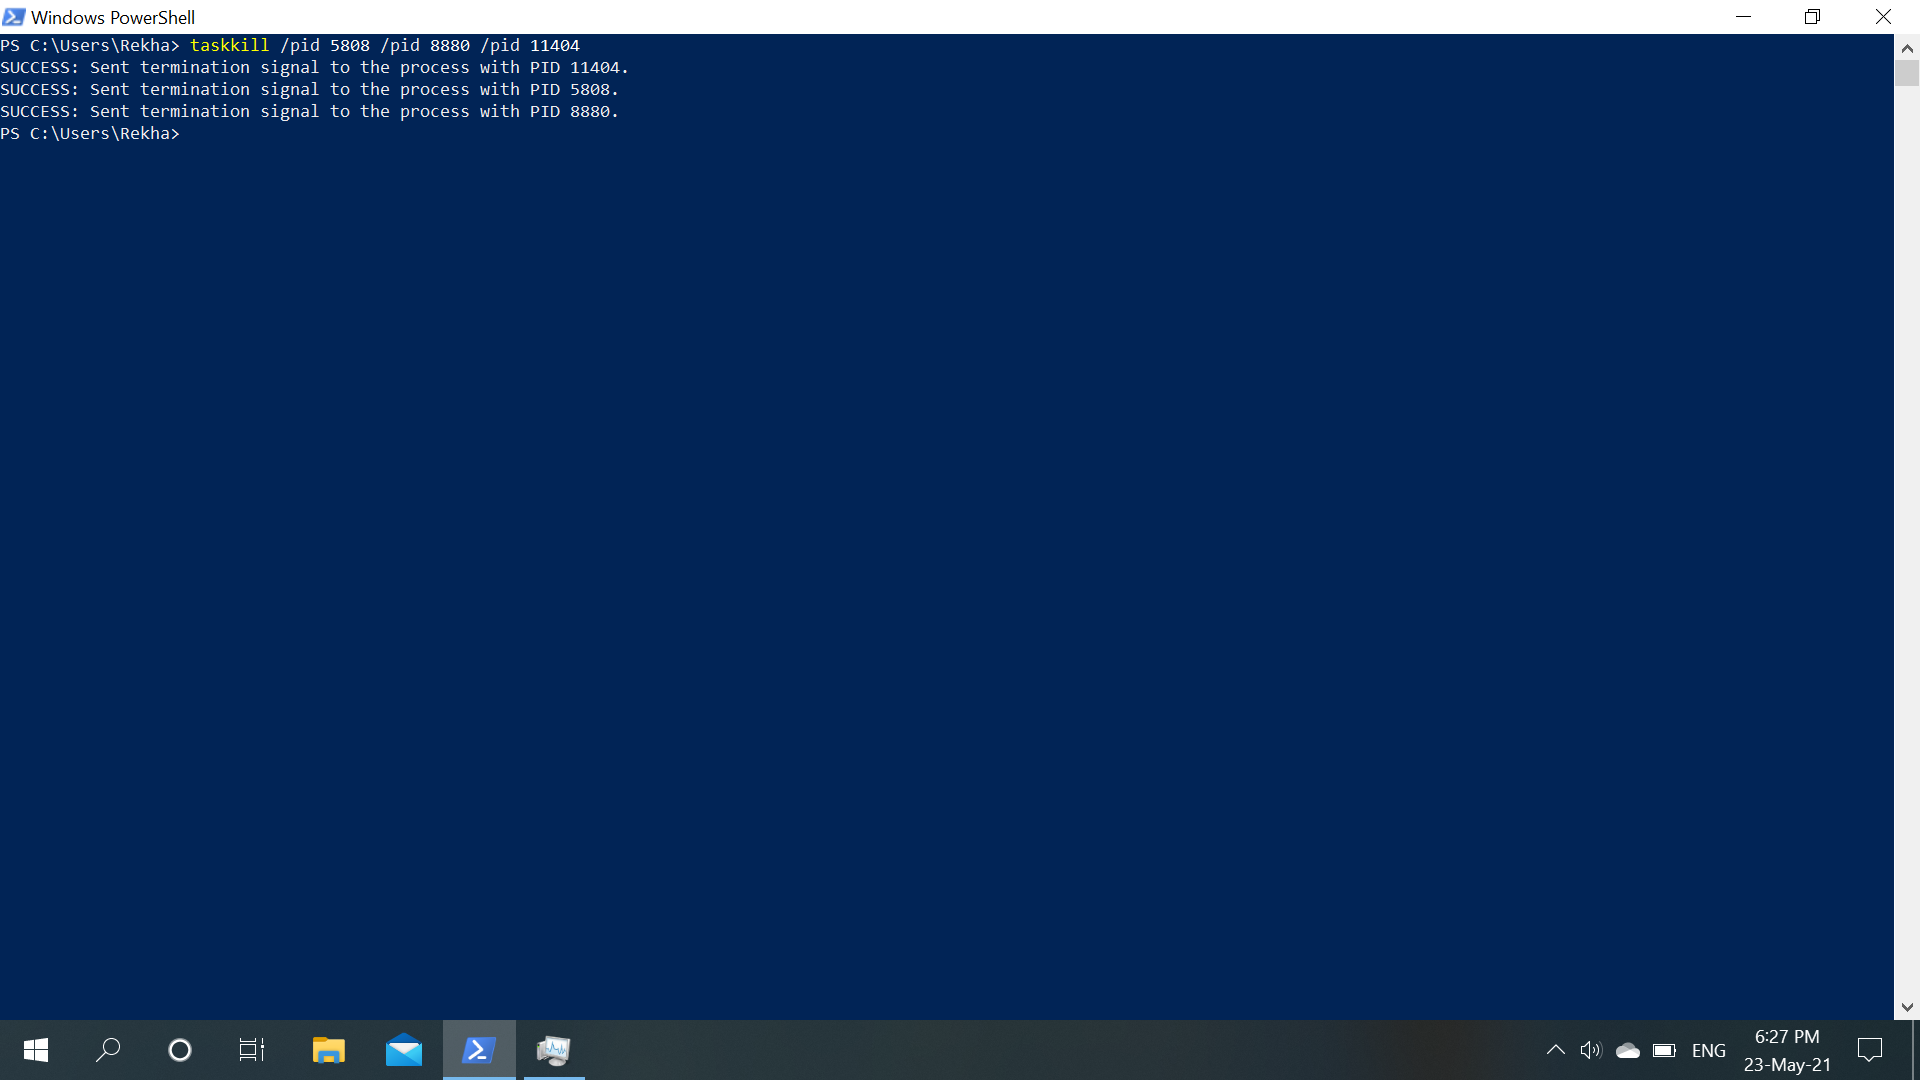 Windows PowerShell
PS C:\Users\Rekha> taskkill /pid 5808 /pid 8880 /pid 11404
SUCCESS: Sent termination signal to the process with PID 11404.
SUCCESS: Sent termination signal to the process with PID 5808.
SUCCESS: Sent termination signal to the process with PID 8880.
PS C:\Users\Rekha>
ENG
6:27 PM
23-May-21